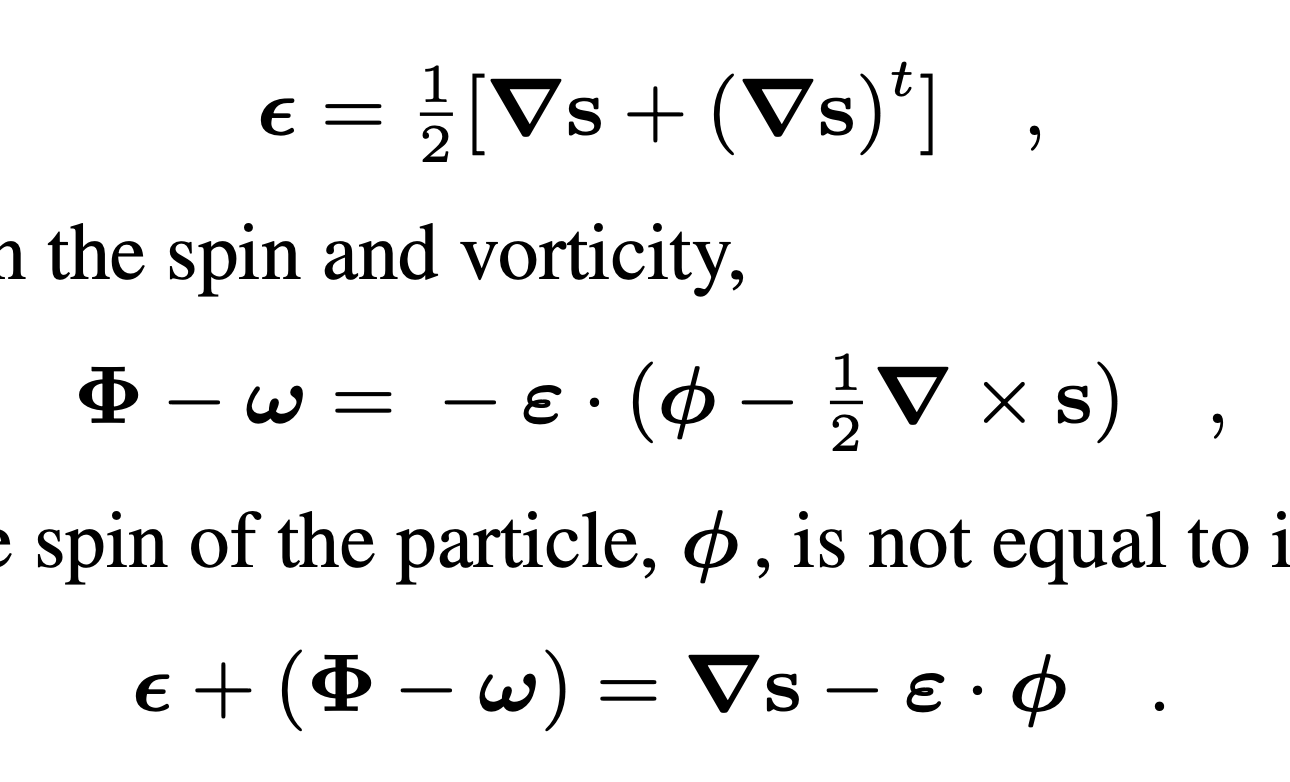 𝝐 = ½[𝛁𝐬 + (𝛁𝐬)ᵗ] ,
the spin and vorticity,
𝚽 − 𝝎 = − 𝜺 · (𝝓 − ½𝛁 × 𝐬) ,
spin of the particle, 𝝓, is not equal to
𝝐 + (𝚽 − 𝝎) = 𝛁𝐬 − 𝜺 · 𝝓 .